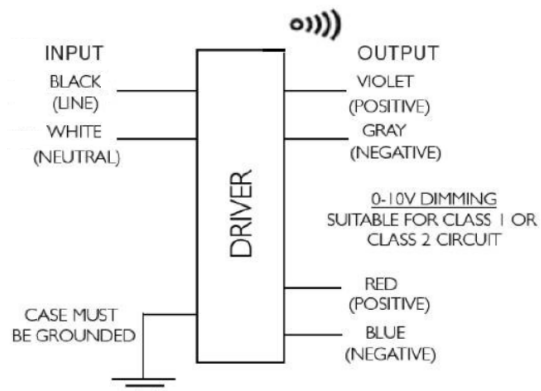 INPUT
BLACK
(LINE)
WHITE
(NEUTRAL)
CASE MUST
BE GROUNDED
DRIVER
OUTPUT
VIOLET
(POSITIVE)
GRAY
(NEGATIVE)
0-10V DIMMING
SUITABLE FOR CLASS 1 OR
CLASS 2 CIRCUIT
RED
(POSITIVE)
BLUE
(NEGATIVE)